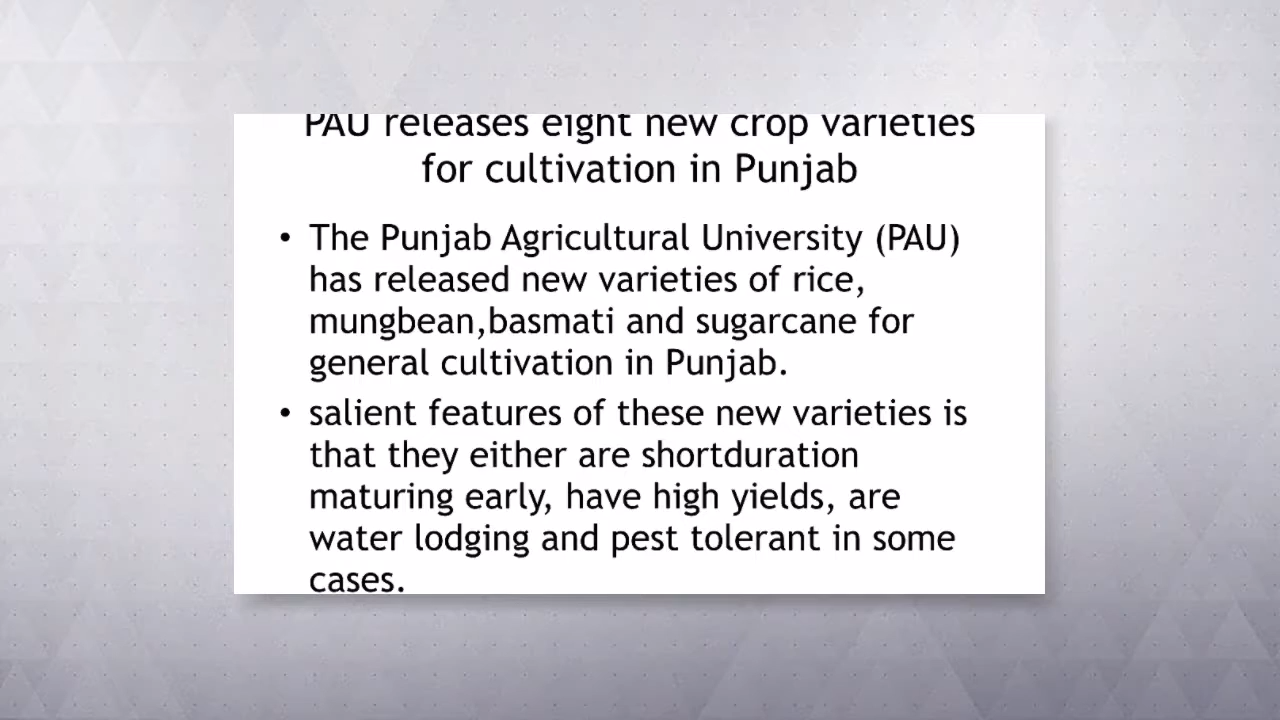 PAU releases eight new crop varieties
for cultivation in Punjab
• The Punjab Agricultural University (PAU)
has released new varieties of rice,
mungbean,basmati and sugarcane for
general cultivation in Punjab.
• salient features of these new varieties is
that they either are shortduration
maturing early, have high yields, are
water lodging and pest tolerant in some
cases.